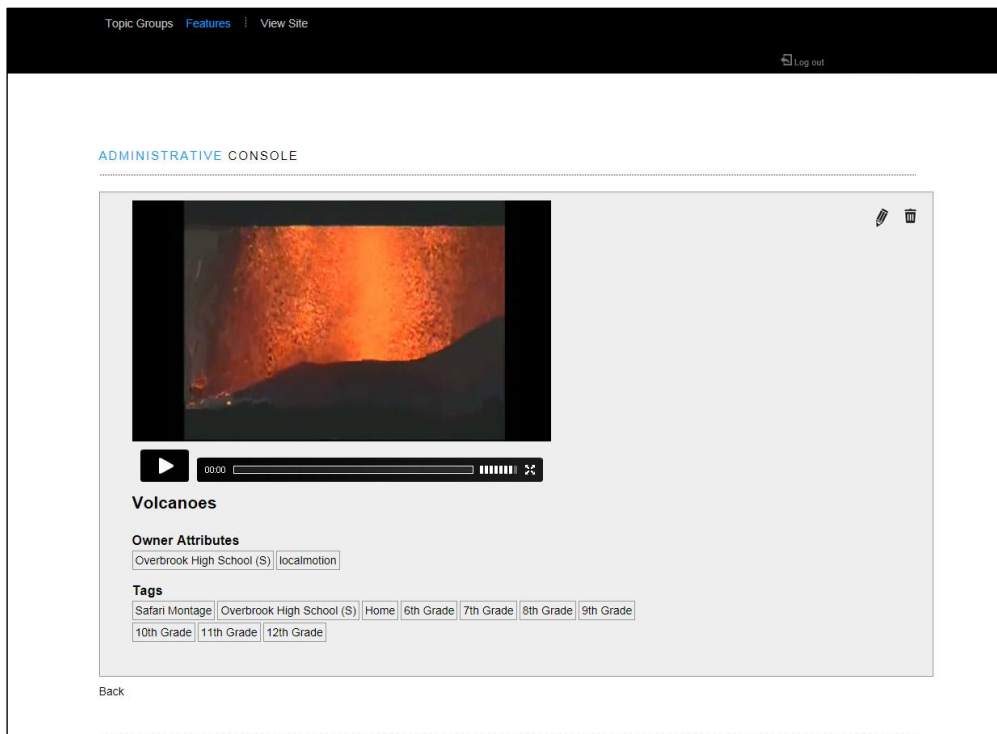 Topic Groups Features View Site
Log out
ADMINISTRATIVE CONSOLE
00:00
Volcanoes
Owner Attributes
Overbrook High School (S) localmotion
Tags
Safari Montage Overbrook High School (S) Home 6th Grade 7th Grade 8th Grade 9th Grade
10th Grade 11th Grade 12th Grade
Back